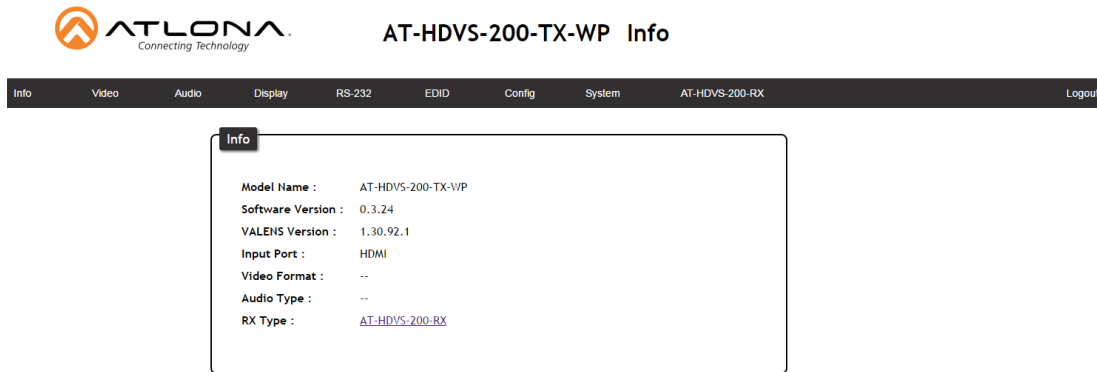 ATLONA.
Connecting Technology
AT-HDVS-200-TX-WP Info
Info Video Audio Display RS-232 EDID Config System AT-HDVS-200-RX Logout
Info
Model Name : AT-HDVS-200-TX-WP
Software Version : 0.3.24
VALENS Version : 1.30.92.1
Input Port : HDMI
Video Format : --
Audio Type : --
RX Type : AT-HDVS-200-RX